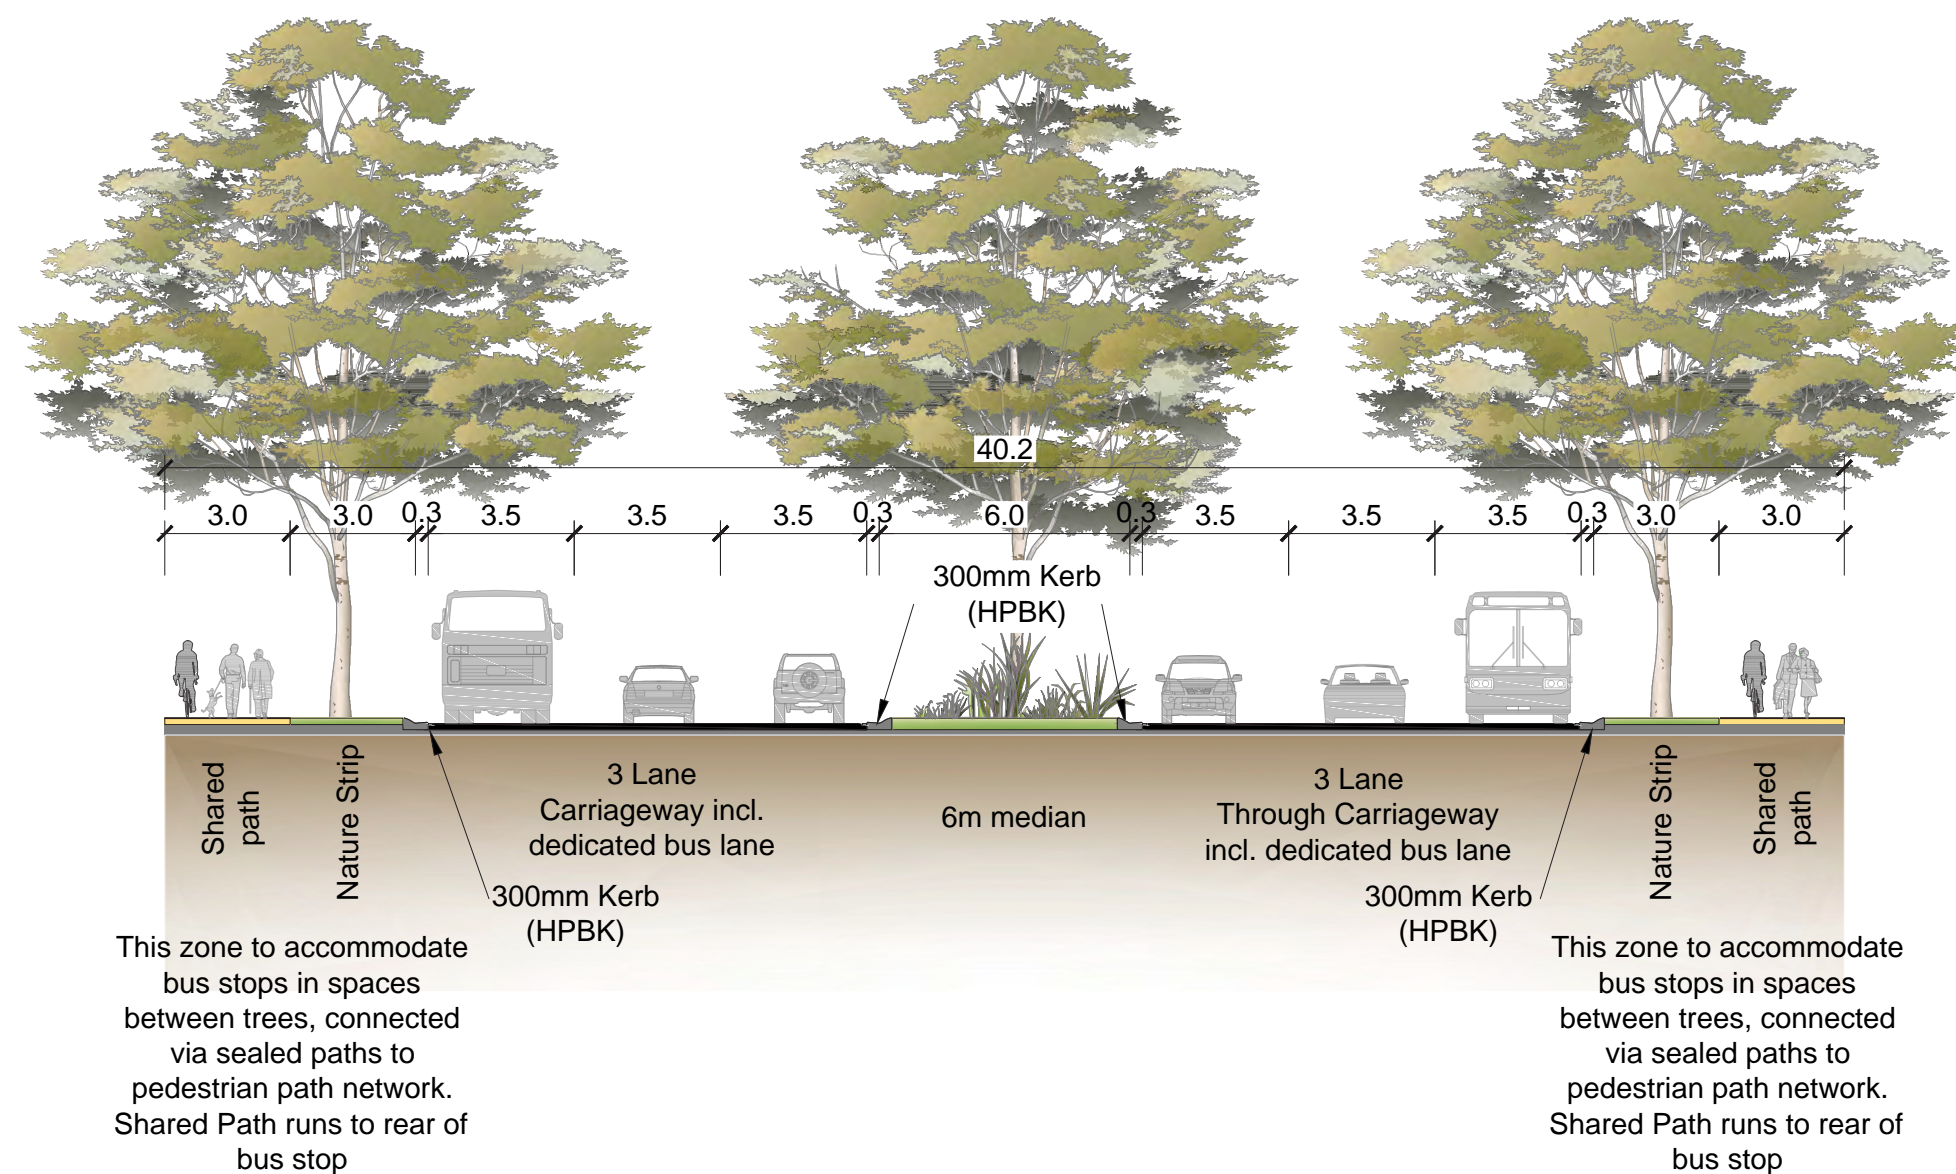 40.2
3.0 3.0 0.3 3.5 3.5 3.5 0.3 6.0 0.3 3.5 3.5 3.5 0.3 3.0 3.0
300mm Kerb
(HPBK)
Shared
path
Nature Strip
3 Lane
Carriageway incl.
dedicated bus lane
6m median
3 Lane
Through Carriageway
incl. dedicated bus lane
Nature Strip
Shared
path
300mm Kerb
(HPBK)
300mm Kerb
(HPBK)
This zone to accommodate
bus stops in spaces
between trees, connected
via sealed paths to
pedestrian path network.
Shared Path runs to rear of
bus stop
This zone to accommodate
bus stops in spaces
between trees, connected
via sealed paths to
pedestrian path network.
Shared Path runs to rear of
bus stop